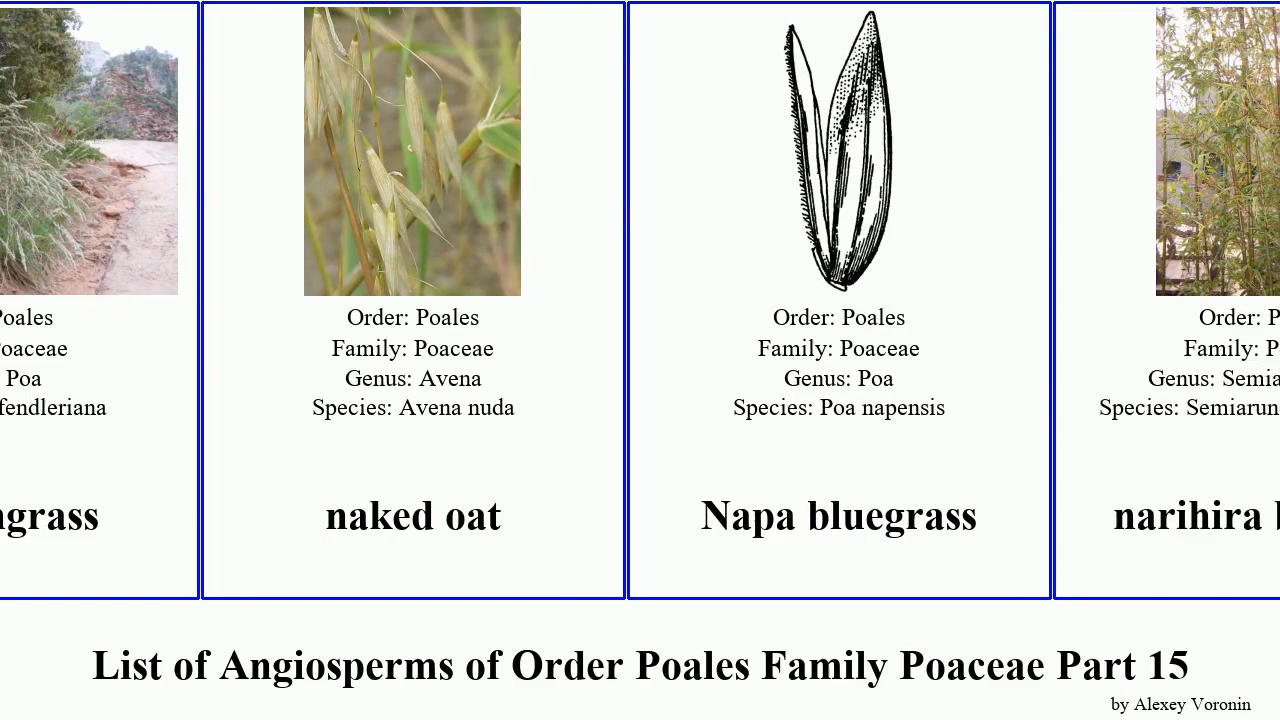 Poales
Poaceae
Poa
fendleriana
grass
Order: Poales
Family: Poaceae
Genus: Avena
Species: Avena nuda
naked oat
Order: Poales
Family: Poaceae
Genus: Poa
Species: Poa napensis
Napa bluegrass
Order: P
Family: P
Genus: Semia
Species: Semiarun
narihira
List of Angiosperms of Order Poales Family Poaceae Part 15
by Alexey Voronin